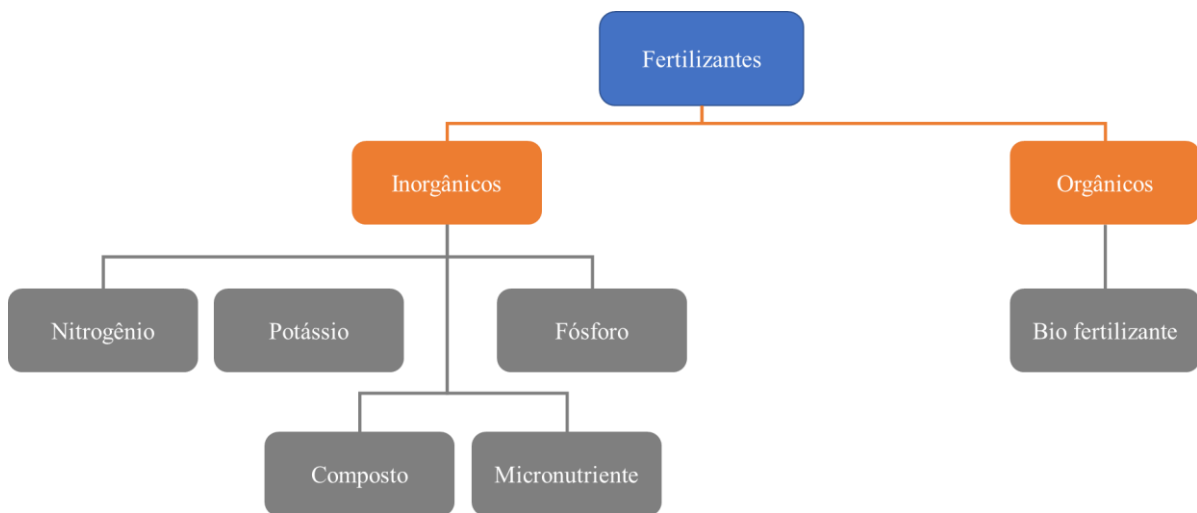 Fertilizantes
Inorgânicos
Orgânicos
Nitrogênio
Potássio
Fósforo
Bio fertilizante
Composto
Micronutriente